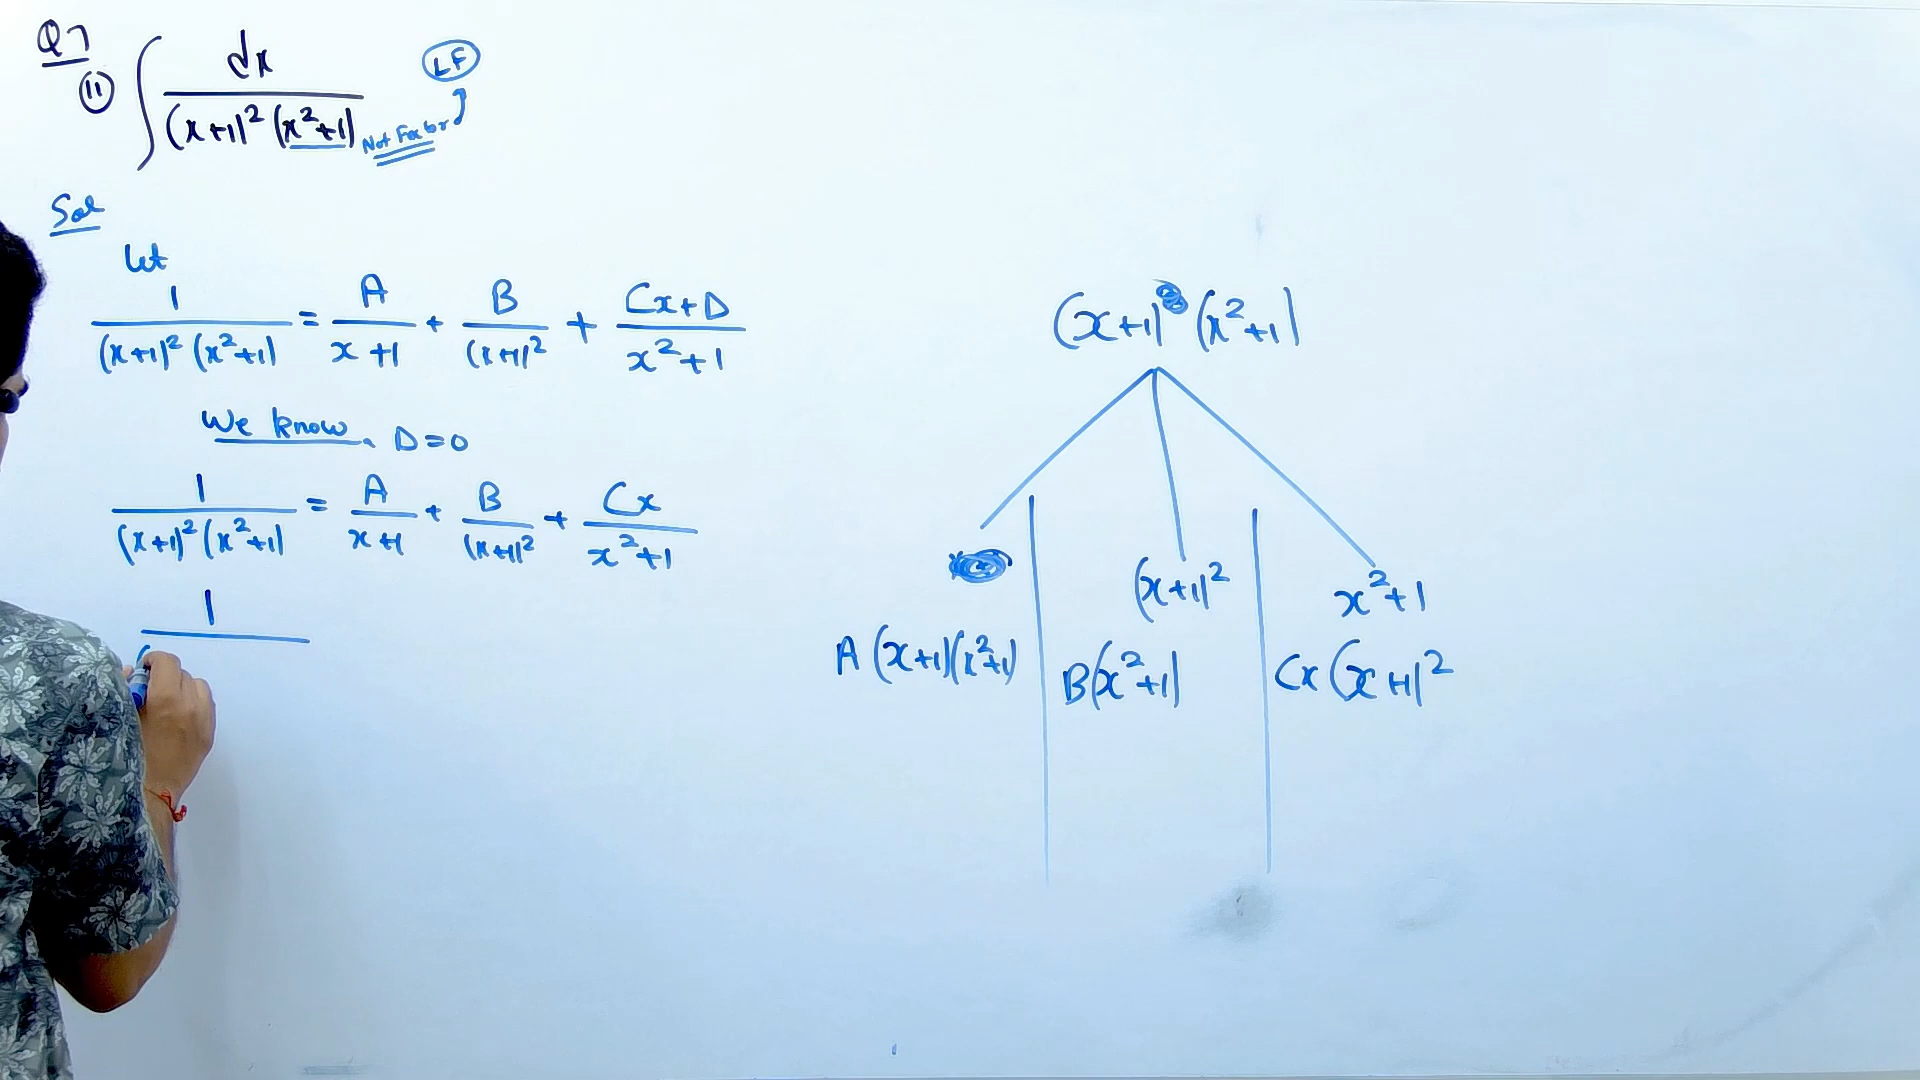 Q7
(11) ∫ dx / (x+1)² (x²+1) Not Factor LF
Sol
Let
1 / (x+1)² (x²+1) = A / x+1 + B / (x+1)² + Cx+D / x²+1
We know, D=0
1 / (x+1)² (x²+1) = A / x+1 + B / (x+1)² + Cx / x²+1
1
(x+1) (x²+1)
(x+1)² x²+1
A (x+1)(x²+1) B(x²+1) Cx (x+1)²